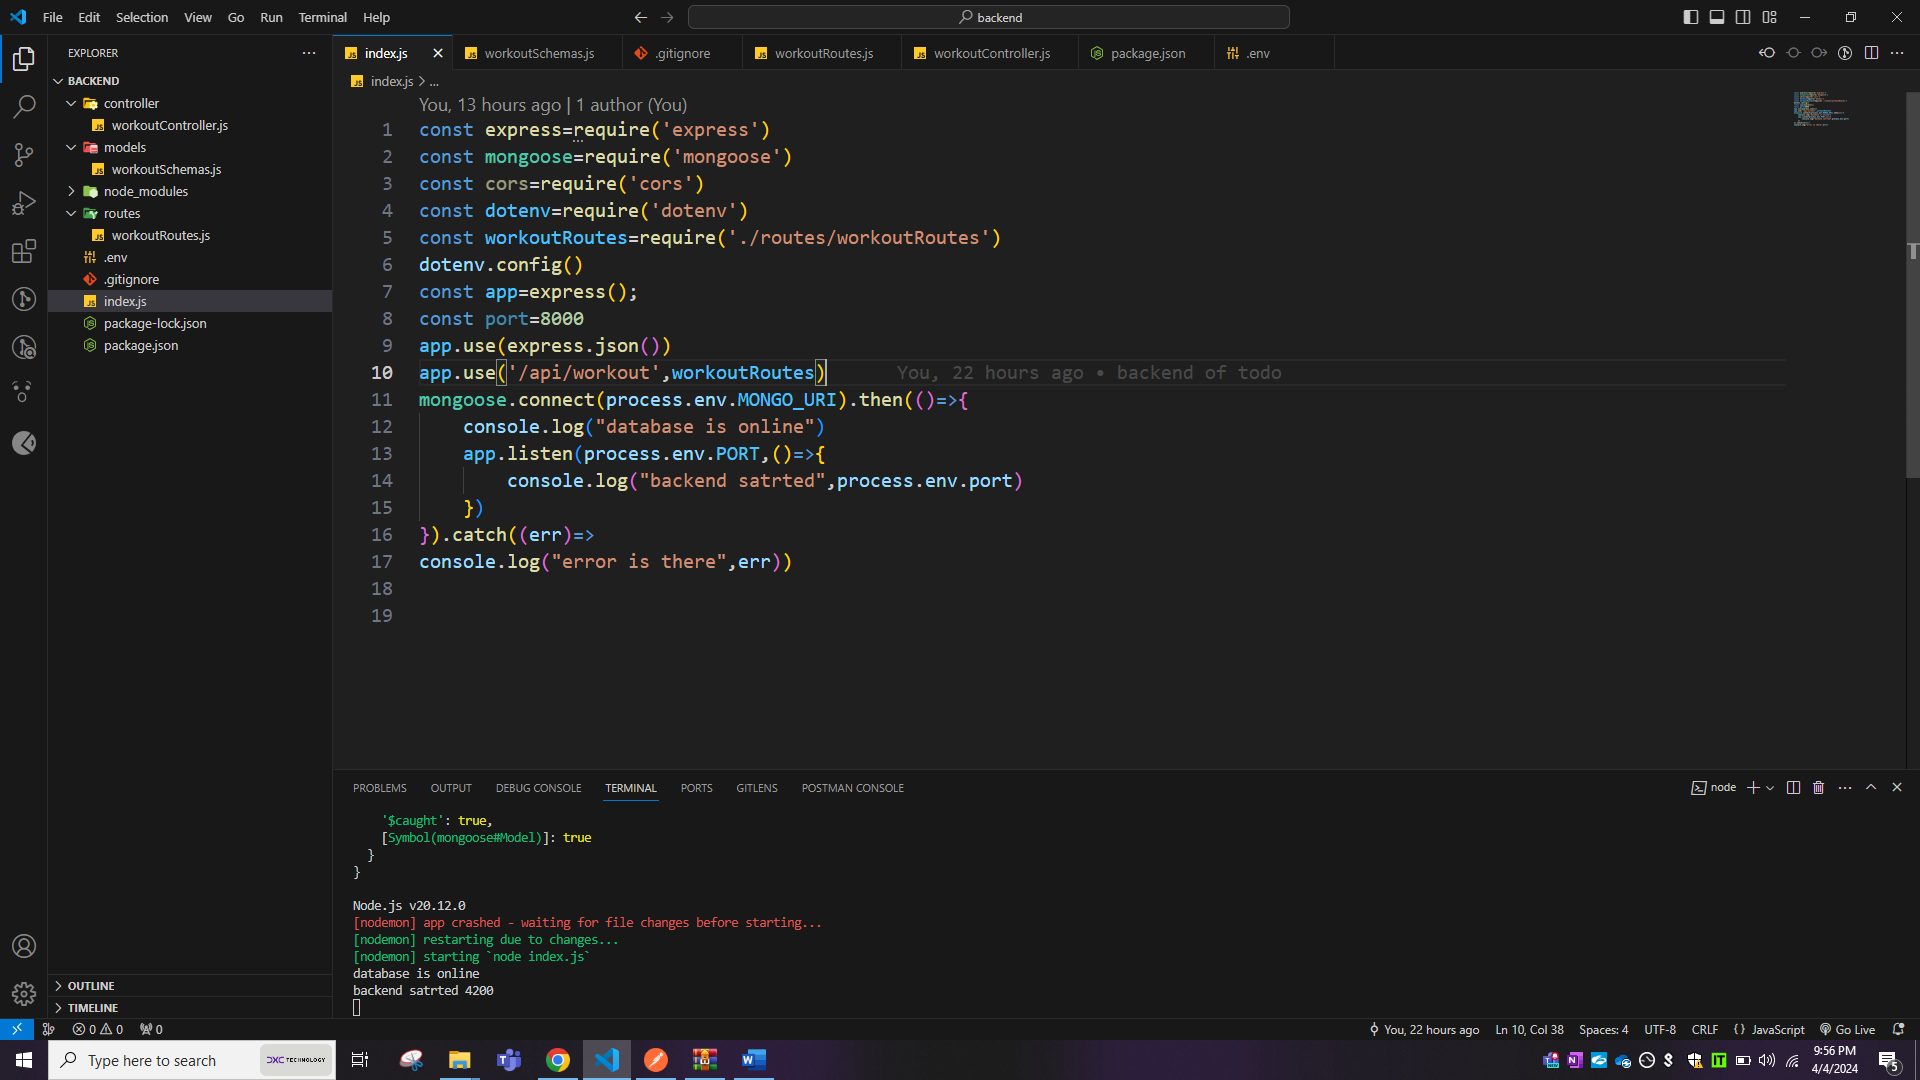 File Edit Selection View Go Run Terminal Help
backend
EXPLORER
BACKEND
controller
workoutController.js
models
workoutSchemas.js
node_modules
routes
workoutRoutes.js
.env
.gitignore
index.js
package-lock.json
package.json
OUTLINE
TIMELINE
index.js workoutSchemas.js .gitignore workoutRoutes.js workoutController.js package.json .env
index.js > ...
You, 13 hours ago | 1 author (You)
1 const express=require('express')
2 const mongoose=require('mongoose')
3 const cors=require('cors')
4 const dotenv=require('dotenv')
5 const workoutRoutes=require('./routes/workoutRoutes')
6 dotenv.config()
7 const app=express();
8 const port=8000
9 app.use(express.json())
10 app.use('/api/workout',workoutRoutes) You, 22 hours ago • backend of todo
11 mongoose.connect(process.env.MONGO_URI).then(()=>{
12 console.log("database is online")
13 app.listen(process.env.PORT,()=>{
14 console.log("backend satrted",process.env.port)
15 })
16 }).catch((err)=>
17 console.log("error is there",err))
18
19
PROBLEMS OUTPUT DEBUG CONSOLE TERMINAL PORTS GITLENS POSTMAN CONSOLE
node
'$caught': true,
[Symbol(mongoose#Model)]: true
}
}
Node.js v20.12.0
[nodemon] app crashed - waiting for file changes before starting...
[nodemon] restarting due to changes...
[nodemon] starting `node index.js`
database is online
backend satrted 4200
0 0 0 You, 22 hours ago Ln 10, Col 38 Spaces: 4 UTF-8 CRLF {} JavaScript Go Live
Type here to search DXC TECHNOLOGY
9:56 PM
4/4/2024
5